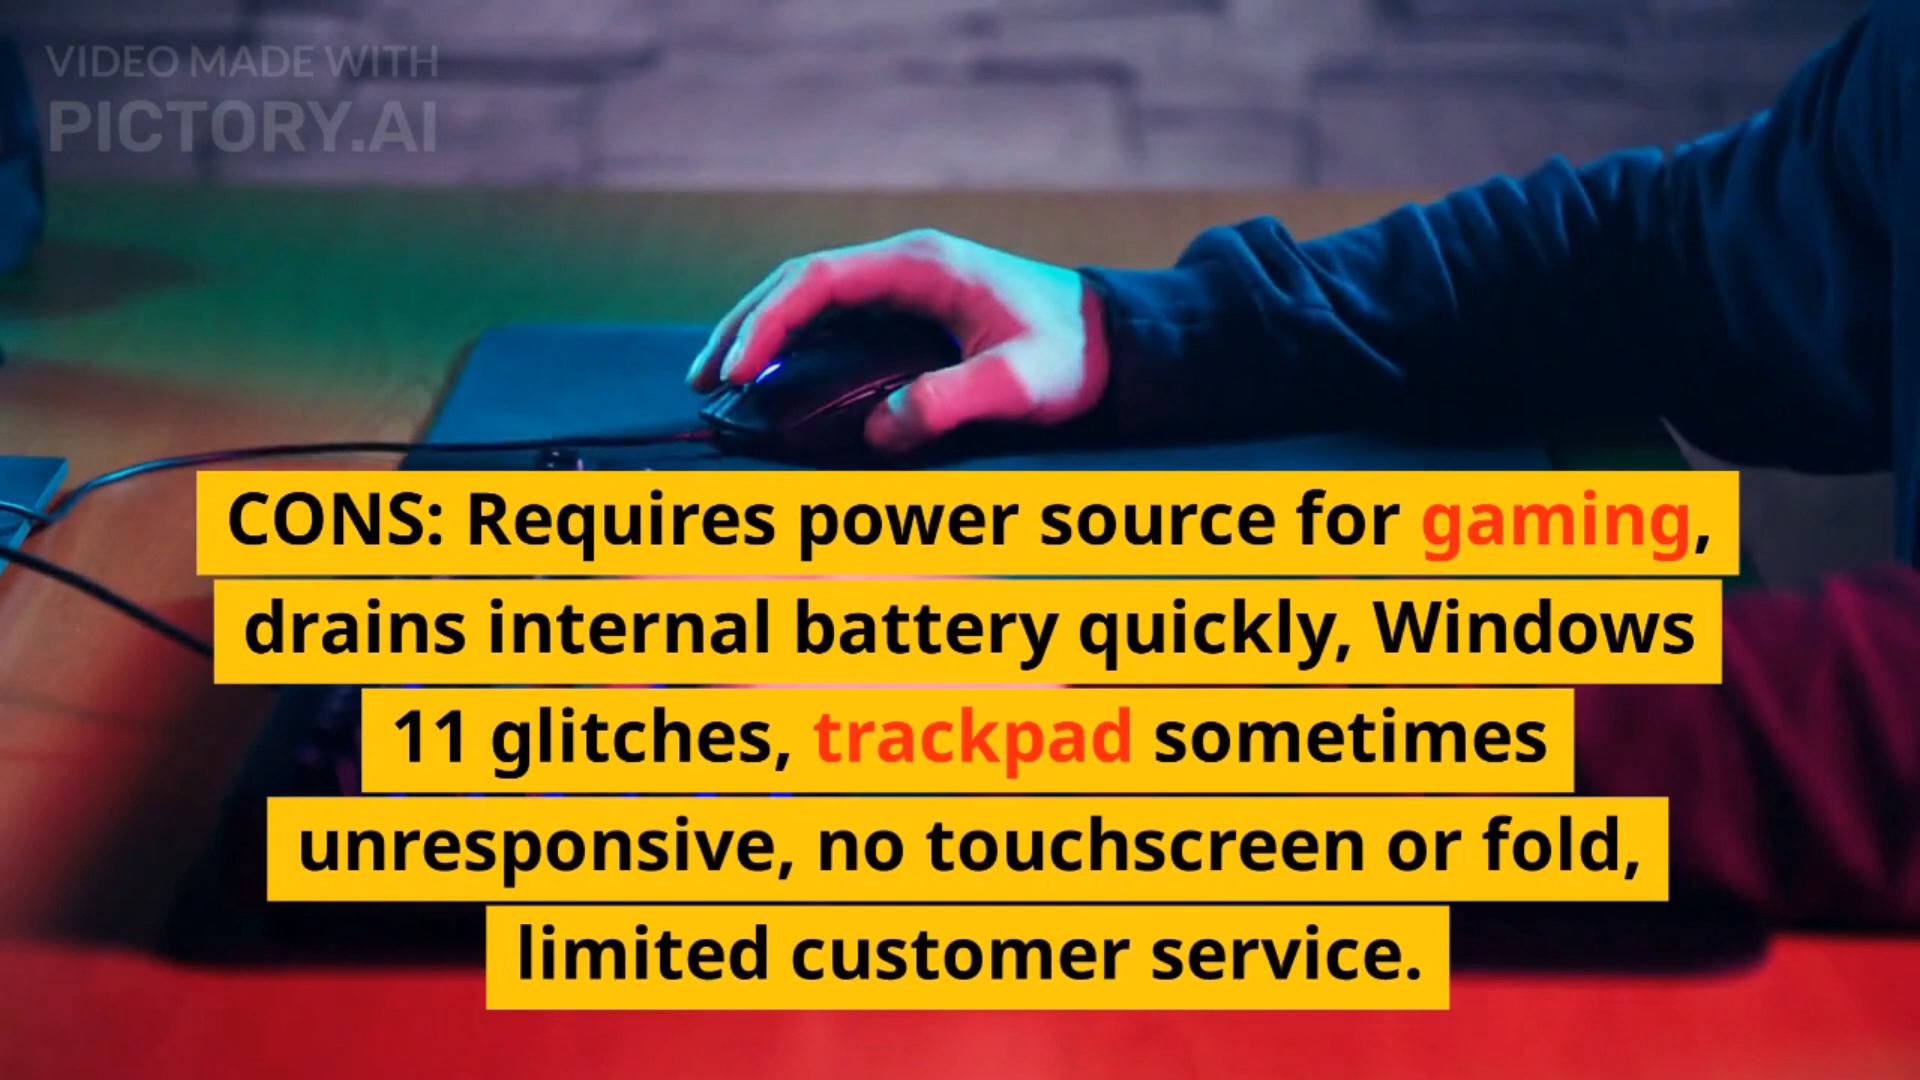 VIDEO MADE WITH
PICTORY.AI
CONS: Requires power source for gaming,
drains internal battery quickly, Windows
11 glitches, trackpad sometimes
unresponsive, no touchscreen or fold,
limited customer service.